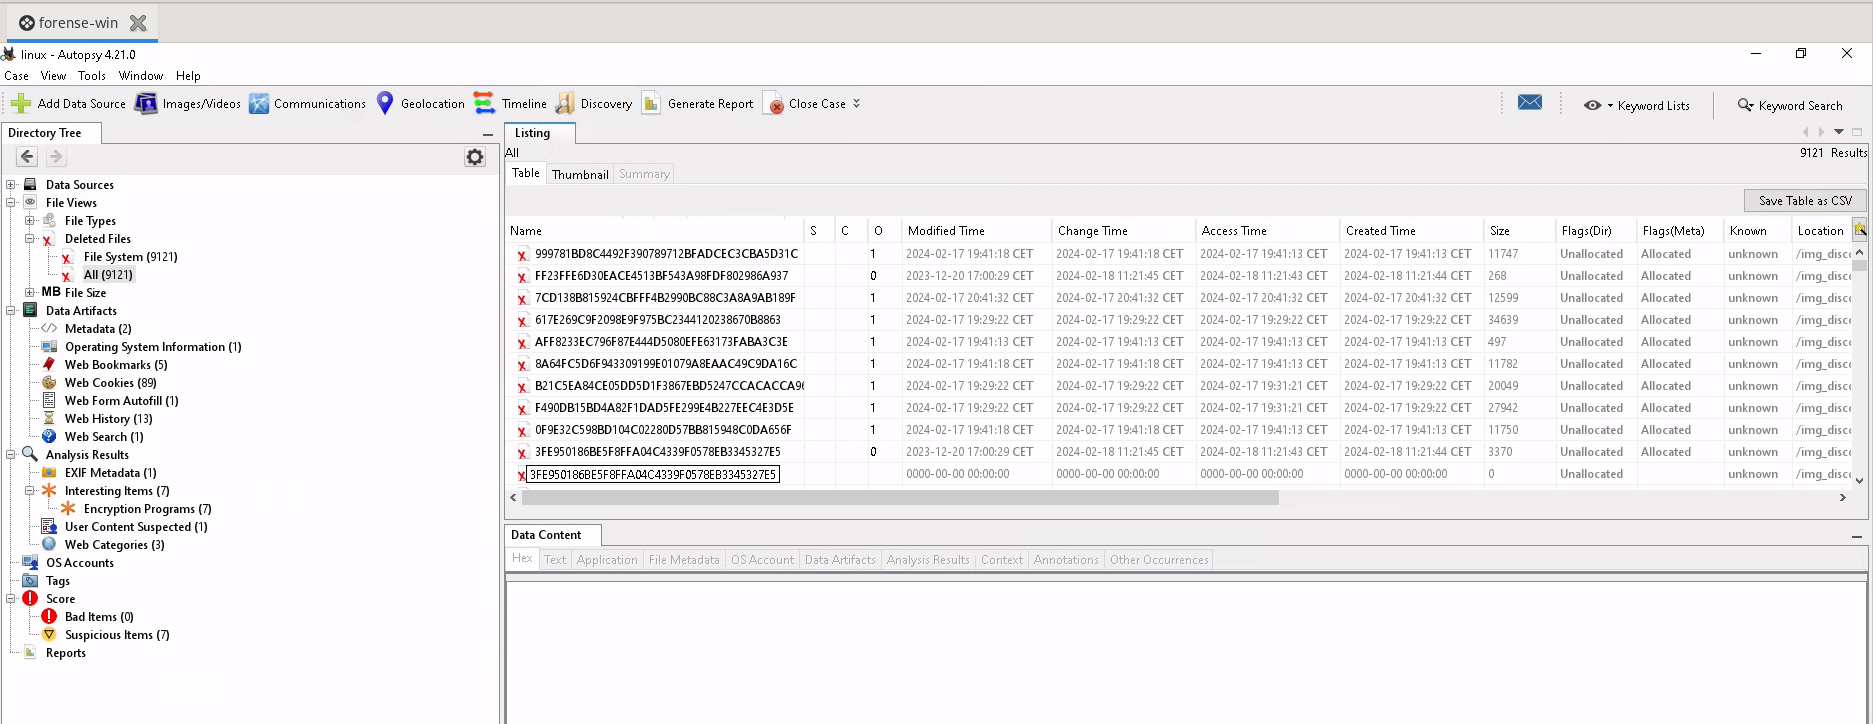 forense-win
linux - Autopsy 4.21.0
Case View Tools Window Help
Add Data Source Images/Videos Communications Geolocation Timeline Discovery Generate Report Close Case Keyword Lists Keyword Search
Directory Tree
Data Sources
File Views
File Types
Deleted Files
File System (9121)
All (9121)
MB File Size
Data Artifacts
Metadata (2)
Operating System Information (1)
Web Bookmarks (5)
Web Cookies (89)
Web Form Autofill (1)
Web History (13)
Web Search (1)
Analysis Results
EXIF Metadata (1)
Interesting Items (7)
Encryption Programs (7)
User Content Suspected (1)
Web Categories (3)
OS Accounts
Tags
Score
Bad Items (0)
Suspicious Items (7)
Reports
Listing
All 9121 Results
Table Thumbnail Summary
Save Table as CSV
Name S C O Modified Time Change Time Access Time Created Time Size Flags(Dir) Flags(Meta) Known Location
999781BD8C4492F390789712BFADCEC3CBA5D31C 1 2024-02-17 19:41:18 CET 2024-02-17 19:41:18 CET 2024-02-17 19:41:13 CET 2024-02-17 19:41:13 CET 11747 Unallocated Allocated unknown /img_disc
FF23FFE6D30EACE4513BF543A98FDF802986A937 0 2023-12-20 17:00:29 CET 2024-02-18 11:21:45 CET 2024-02-18 11:21:43 CET 2024-02-18 11:21:44 CET 268 Unallocated Allocated unknown /img_disc
7CD138B815924CBFFF4B2990BC88C3A8A9AB189F 1 2024-02-17 20:41:32 CET 2024-02-17 20:41:32 CET 2024-02-17 20:41:32 CET 2024-02-17 20:41:32 CET 12599 Unallocated Allocated unknown /img_disc
617E269C9F2098E9F975BC2344120238670B8863 1 2024-02-17 19:29:22 CET 2024-02-17 19:29:22 CET 2024-02-17 19:29:22 CET 2024-02-17 19:29:22 CET 34639 Unallocated Allocated unknown /img_disc
AFF8233EC796F87E444D5080EFE63173FABA3C3E 1 2024-02-17 19:41:13 CET 2024-02-17 19:41:13 CET 2024-02-17 19:41:13 CET 2024-02-17 19:41:13 CET 497 Unallocated Allocated unknown /img_disc
8A64FC5D6F943309199E01079A8EAAC49C9DA16C 1 2024-02-17 19:41:18 CET 2024-02-17 19:41:18 CET 2024-02-17 19:41:13 CET 2024-02-17 19:41:13 CET 11782 Unallocated Allocated unknown /img_disc
B21C5EA84CE05DD5D1F3867EBD5247CCACACCA96 1 2024-02-17 19:29:22 CET 2024-02-17 19:29:22 CET 2024-02-17 19:31:21 CET 2024-02-17 19:29:22 CET 20049 Unallocated Allocated unknown /img_disc
F490DB15BD4A82F1DAD5FE299E4B227EEC4E3D5E 1 2024-02-17 19:29:22 CET 2024-02-17 19:29:22 CET 2024-02-17 19:31:21 CET 2024-02-17 19:29:22 CET 27942 Unallocated Allocated unknown /img_disc
0F9E32C598BD104C02280D57BB815948C0DA656F 1 2024-02-17 19:41:18 CET 2024-02-17 19:41:18 CET 2024-02-17 19:41:13 CET 2024-02-17 19:41:13 CET 11750 Unallocated Allocated unknown /img_disc
3FE950186BE5F8FFA04C4339F0578EB3345327E5 0 2023-12-20 17:00:29 CET 2024-02-18 11:21:45 CET 2024-02-18 11:21:43 CET 2024-02-18 11:21:44 CET 3370 Unallocated Allocated unknown /img_disc
3FE950186BE5F8FFA04C4339F0578EB3345327E5 0000-00-00 00:00:00 0000-00-00 00:00:00 0000-00-00 00:00:00 0000-00-00 00:00:00 0 Unallocated unknown /img_disc
Data Content
Hex Text Application File Metadata OS Account Data Artifacts Analysis Results Context Annotations Other Occurrences